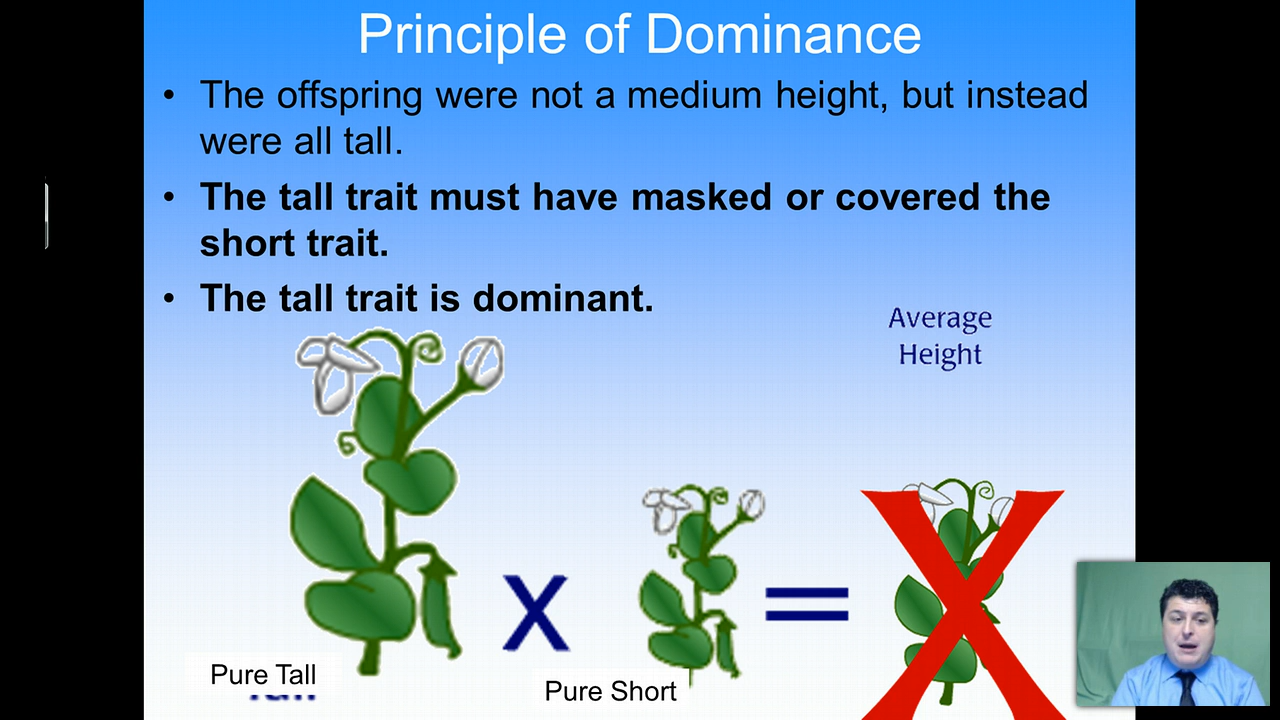 Principle of Dominance
• The offspring were not a medium height, but instead
were all tall.
• The tall trait must have masked or covered the
short trait.
• The tall trait is dominant.
Average
Height
x
=
X
Pure Tall
Pure Short